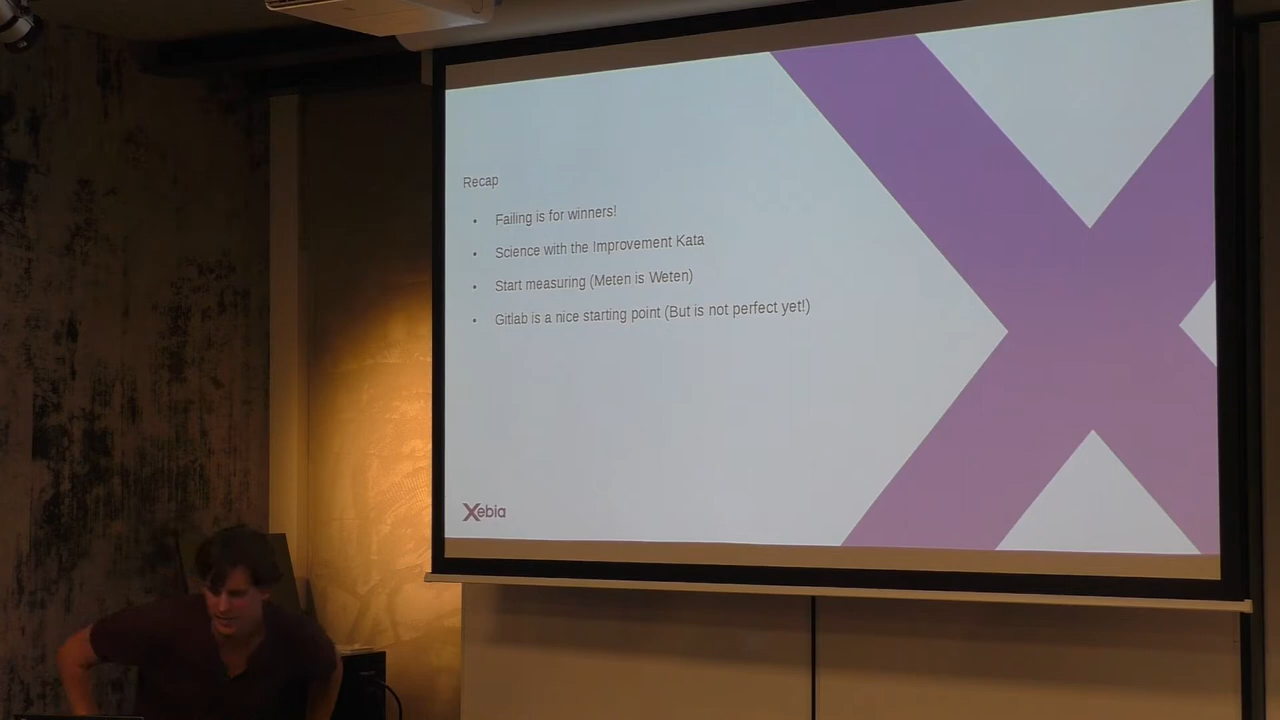 Recap
• Failing is for winners!
• Science with the Improvement Kata
• Start measuring (Meten is Weten)
• Gitlab is a nice starting point (But is not perfect yet!)
Xebia